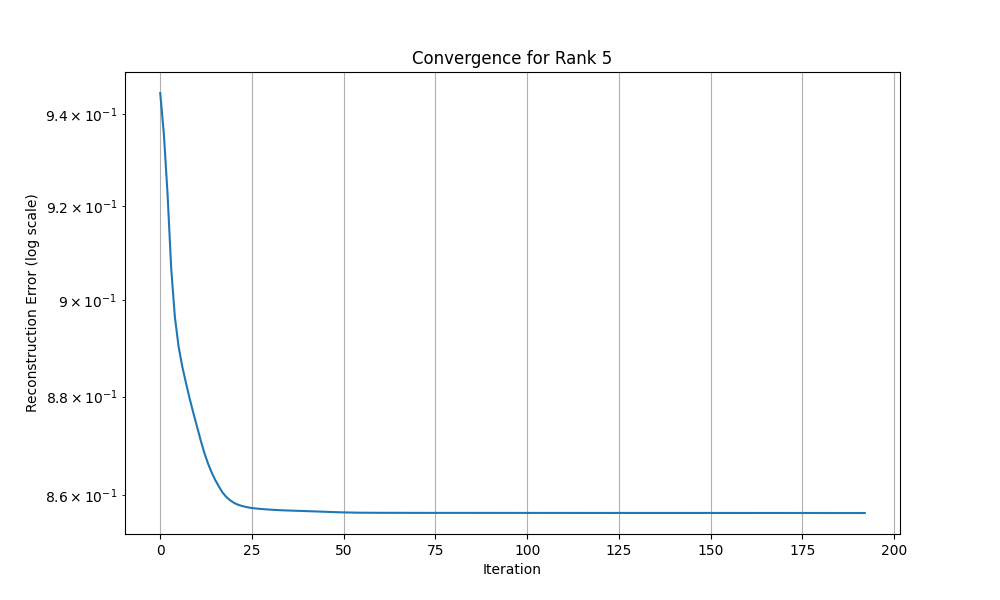 Convergence for Rank 5
Reconstruction Error (log scale)
9.4 × 10⁻¹
9.2 × 10⁻¹
9 × 10⁻¹
8.8 × 10⁻¹
8.6 × 10⁻¹
0 25 50 75 100 125 150 175 200
Iteration